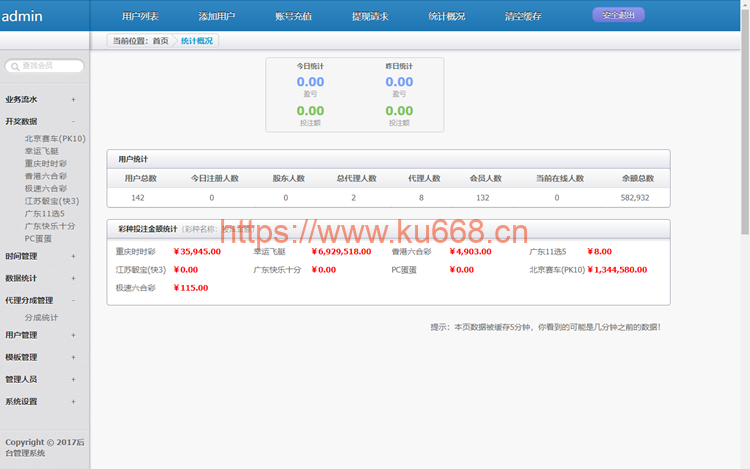 admin
用户列表 添加用户 账号充值 提现请求 统计概况 清空缓存 安全退出
当前位置：首页 统计概况
查找会员
业务流水 +
开奖数据 -
北京赛车(PK10)
幸运飞艇
重庆时时彩
香港六合彩
极速六合彩
江苏骰宝(快3)
广东11选5
广东快乐十分
PC蛋蛋
时间管理 +
数据统计 +
代理分成管理 -
分成统计
用户管理 +
模板管理 +
管理人员 +
系统设置 +
Copyright © 2017后
台管理系统
今日统计 昨日统计
0.00 0.00
盈亏 盈亏
0.00 0.00
投注额 投注额
用户统计
用户总数 今日注册人数 股东人数 总代理人数 代理人数 会员人数 当前在线人数 余额总数
142 0 0 2 8 132 0 582,932
彩种投注金额统计 (彩种名称：投注金额)
https://www.ku668.cn
重庆时时彩 ￥35,945.00 幸运飞艇 ￥6,929,518.00 香港六合彩 ￥4,903.00 广东11选5 ￥8.00
江苏骰宝(快3) ￥0.00 广东快乐十分 ￥0.00 PC蛋蛋 ￥0.00 北京赛车(PK10) ￥1,344,580.00
极速六合彩 ￥115.00
提示：本页数据被缓存5分钟，你看到的可能是几分钟之前的数据！